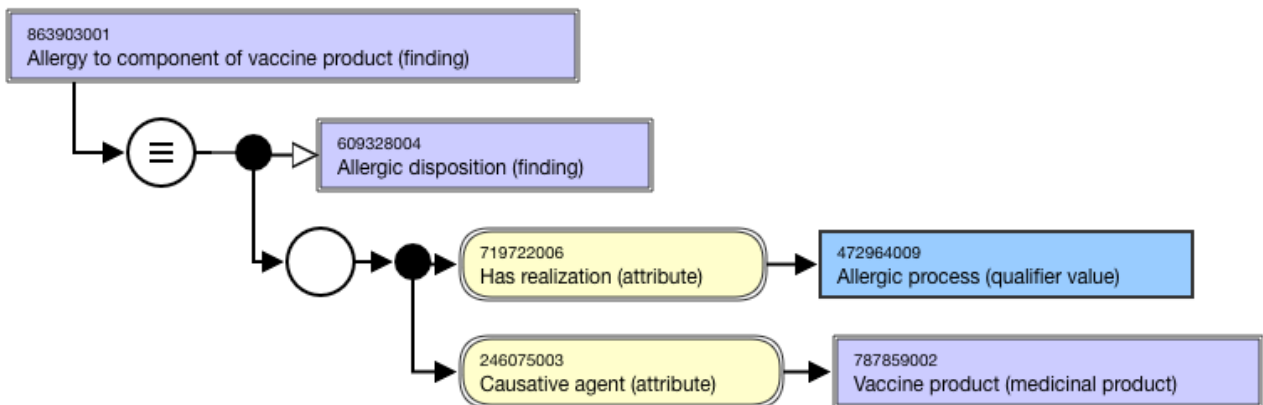 863903001
Allergy to component of vaccine product (finding)
609328004
Allergic disposition (finding)
719722006
Has realization (attribute)
472964009
Allergic process (qualifier value)
246075003
Causative agent (attribute)
787859002
Vaccine product (medicinal product)